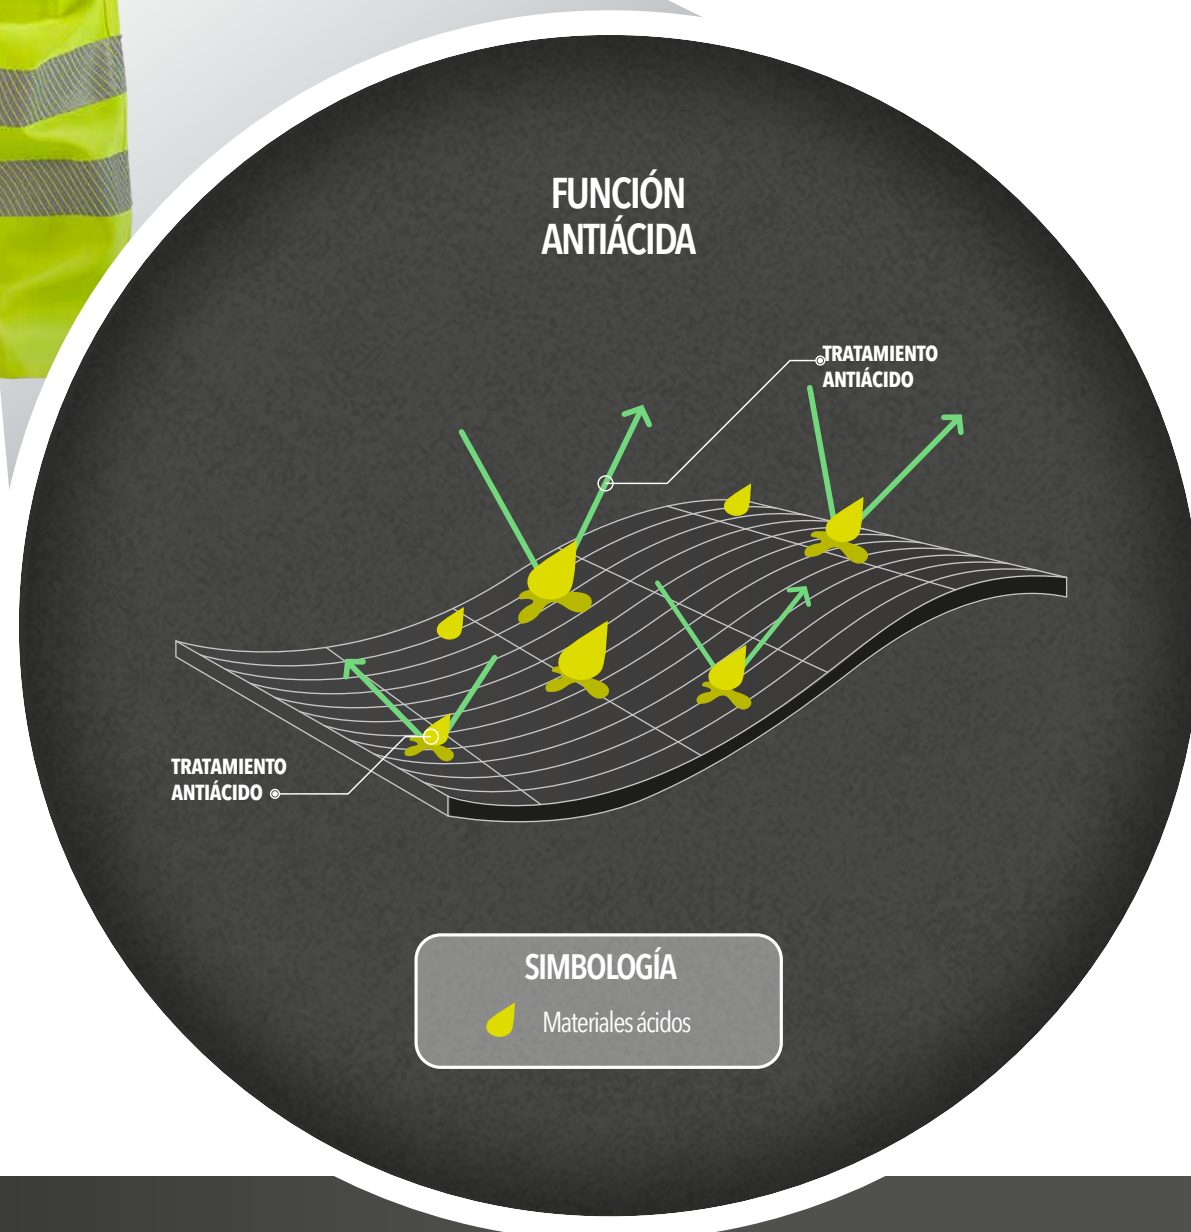 FUNCIÓN
ANTIÁCIDA
TRATAMIENTO
ANTIÁCIDO
TRATAMIENTO
ANTIÁCIDO
SIMBOLOGÍA
Materiales ácidos